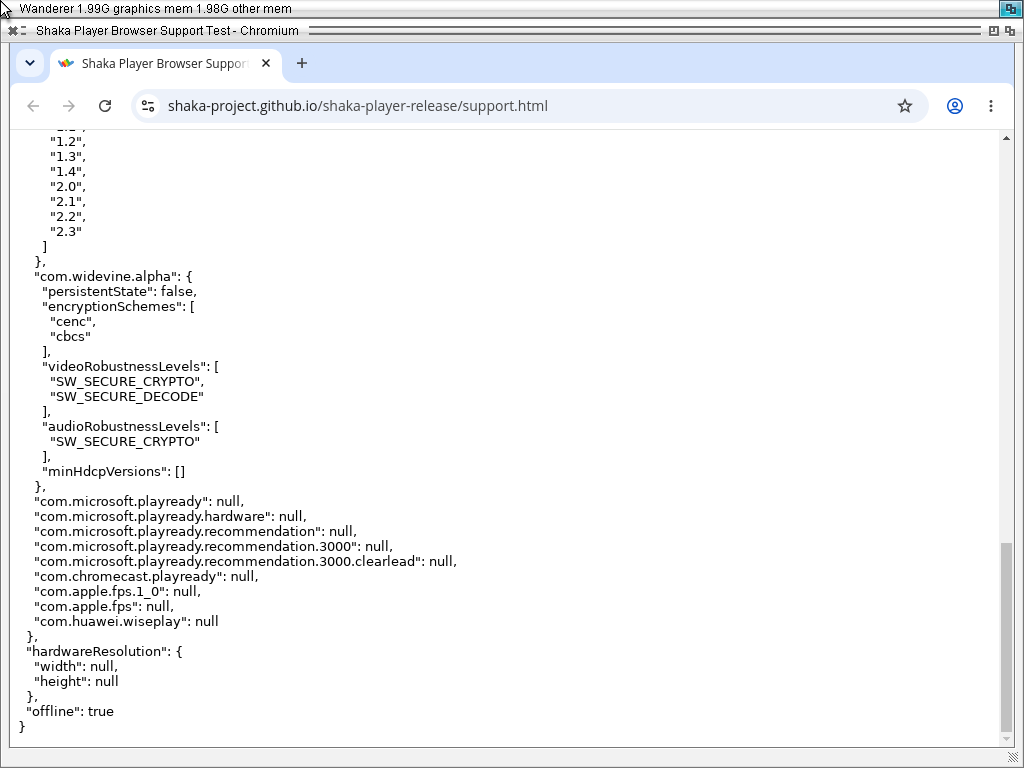 Wanderer 1.99G graphics mem 1.98G other mem
Shaka Player Browser Support Test - Chromium
Shaka Player Browser Suppor
shaka-project.github.io/shaka-player-release/support.html
"1.2",
"1.3",
"1.4",
"2.0",
"2.1",
"2.2",
"2.3"
]
},
"com.widevine.alpha": {
"persistentState": false,
"encryptionSchemes": [
"cenc",
"cbcs"
],
"videoRobustnessLevels": [
"SW_SECURE_CRYPTO",
"SW_SECURE_DECODE"
],
"audioRobustnessLevels": [
"SW_SECURE_CRYPTO"
],
"minHdcpVersions": []
},
"com.microsoft.playready": null,
"com.microsoft.playready.hardware": null,
"com.microsoft.playready.recommendation": null,
"com.microsoft.playready.recommendation.3000": null,
"com.microsoft.playready.recommendation.3000.clearlead": null,
"com.chromecast.playready": null,
"com.apple.fps.1_0": null,
"com.apple.fps": null,
"com.huawei.wiseplay": null
},
"hardwareResolution": {
"width": null,
"height": null
},
"offline": true
}